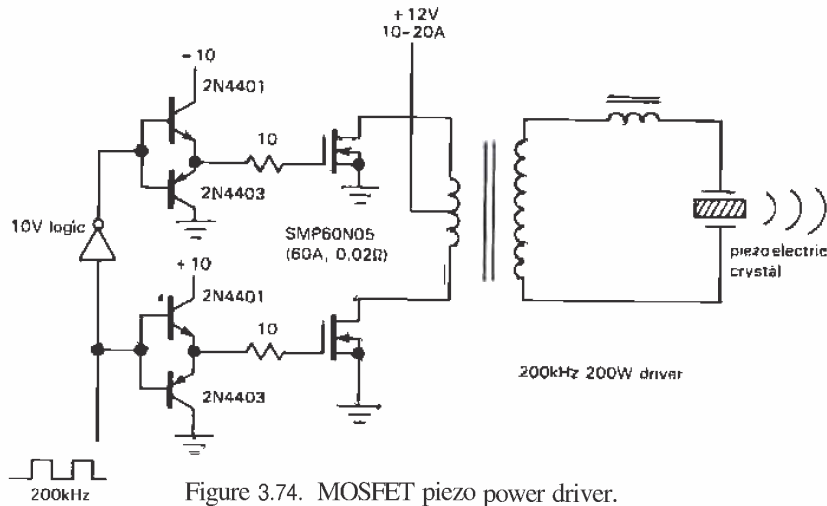 + 12V
10-20A
- 10
2N4401
10
2N4403
10V logic
SMP60N05
(60A, 0.02Ω)
piezoelectric
crystal
+ 10
2N4401
10
2N4403
200kHz 200W driver
200kHz
Figure 3.74. MOSFET piezo power driver.